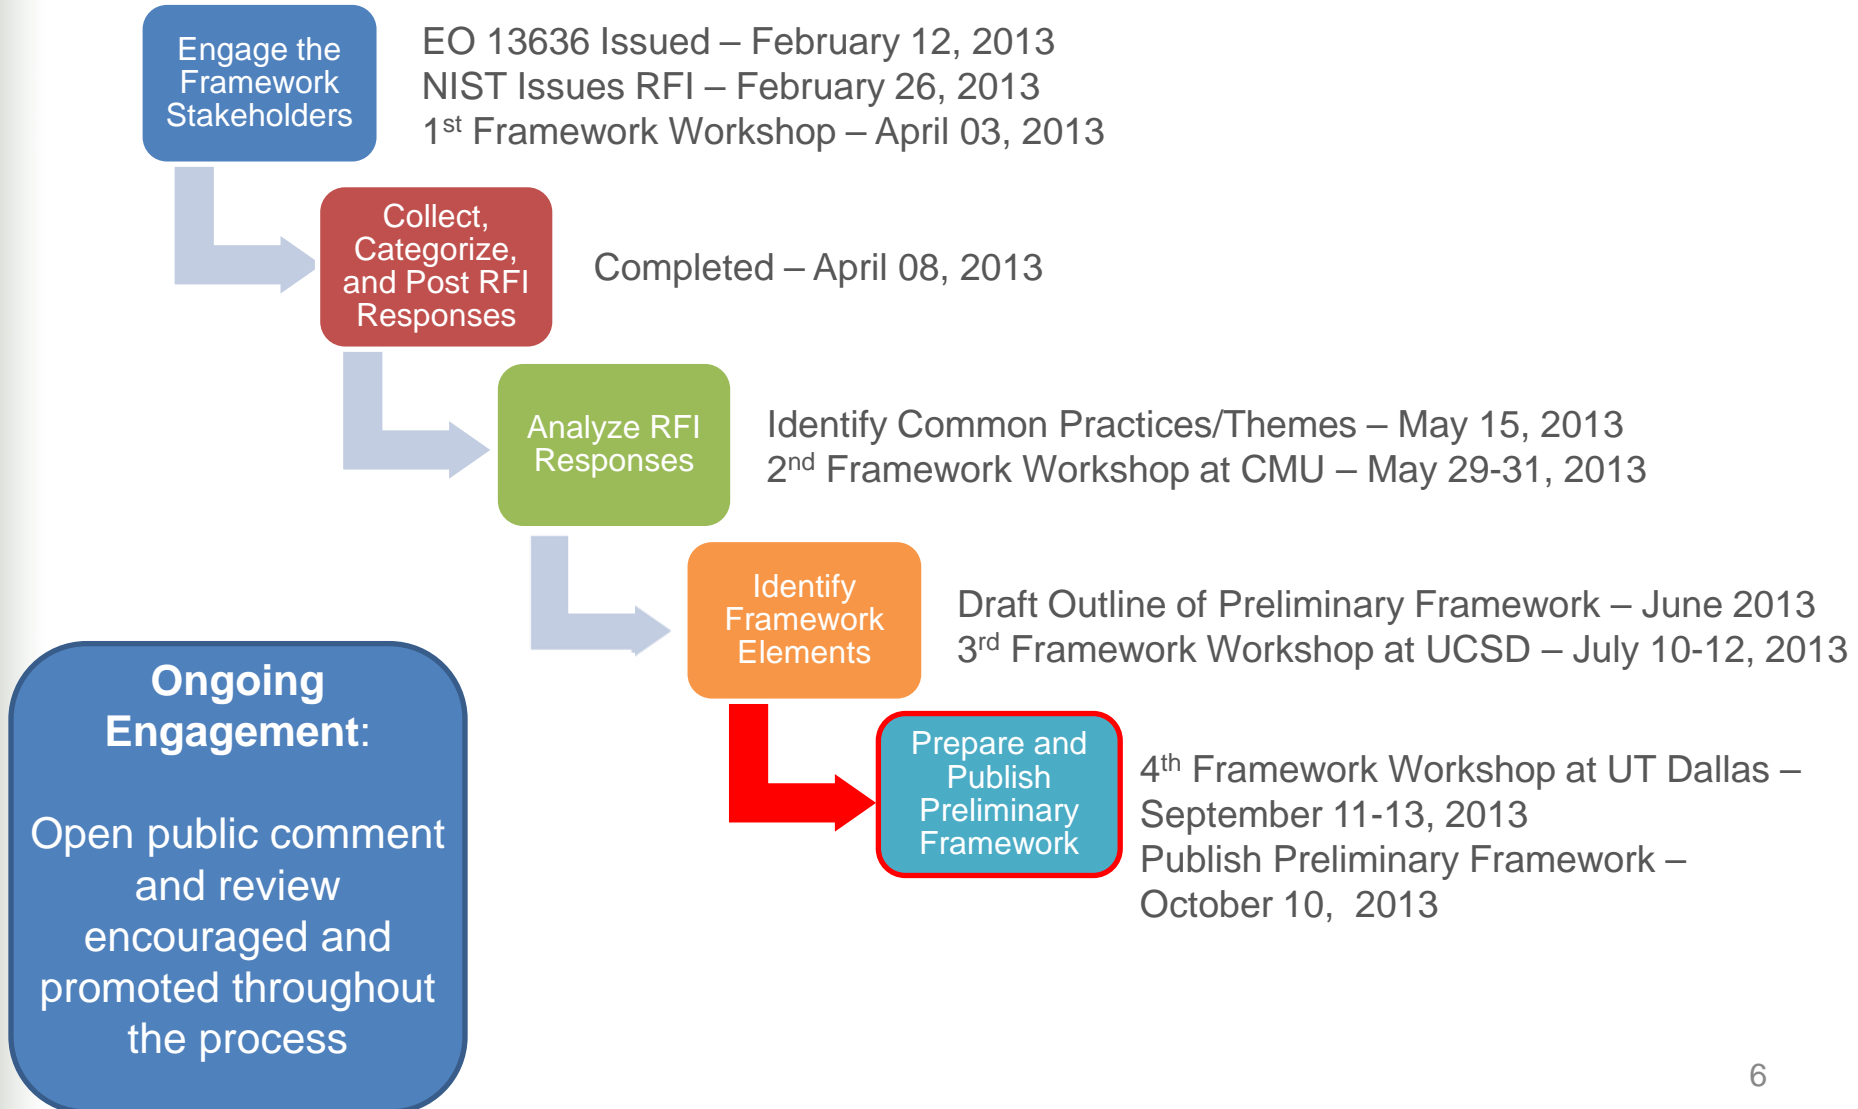 Engage the
Framework
Stakeholders
EO 13636 Issued – February 12, 2013
NIST Issues RFI – February 26, 2013
1st Framework Workshop – April 03, 2013
Collect,
Categorize,
and Post RFI
Responses
Completed – April 08, 2013
Analyze RFI
Responses
Identify Common Practices/Themes – May 15, 2013
2nd Framework Workshop at CMU – May 29-31, 2013
Identify
Framework
Elements
Draft Outline of Preliminary Framework – June 2013
3rd Framework Workshop at UCSD – July 10-12, 2013
Prepare and
Publish
Preliminary
Framework
4th Framework Workshop at UT Dallas –
September 11-13, 2013
Publish Preliminary Framework –
October 10,  2013
Ongoing
Engagement:
Open public comment
and review
encouraged and
promoted throughout
the process
6